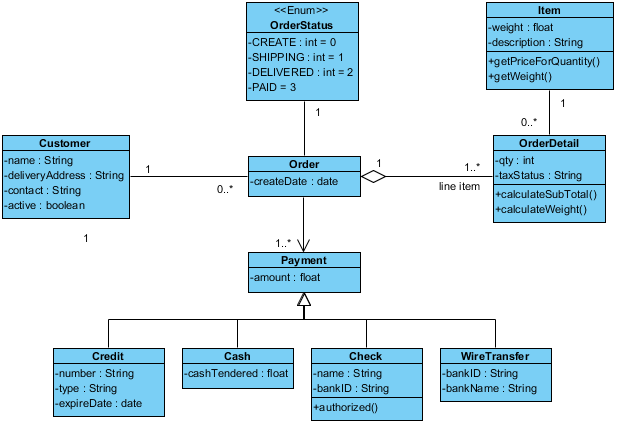 <<Enum>>
OrderStatus
-CREATE : int = 0
-SHIPPING : int = 1
-DELIVERED : int = 2
-PAID = 3
1
Item
-weight : float
-description : String
+getPriceForQuantity()
+getWeight()
1
0..*
Customer
-name : String
-deliveryAddress : String
-contact : String
-active : boolean
1
0..*
1
Order
-createDate : date
1
1..*
line item
OrderDetail
-qty : int
-taxStatus : String
+calculateSubTotal()
+calculateWeight()
1..*
Payment
-amount : float
Credit
-number : String
-type : String
-expireDate : date
Cash
-cashTendered : float
Check
-name : String
-bankID : String
+authorized()
WireTransfer
-bankID : String
-bankName : String